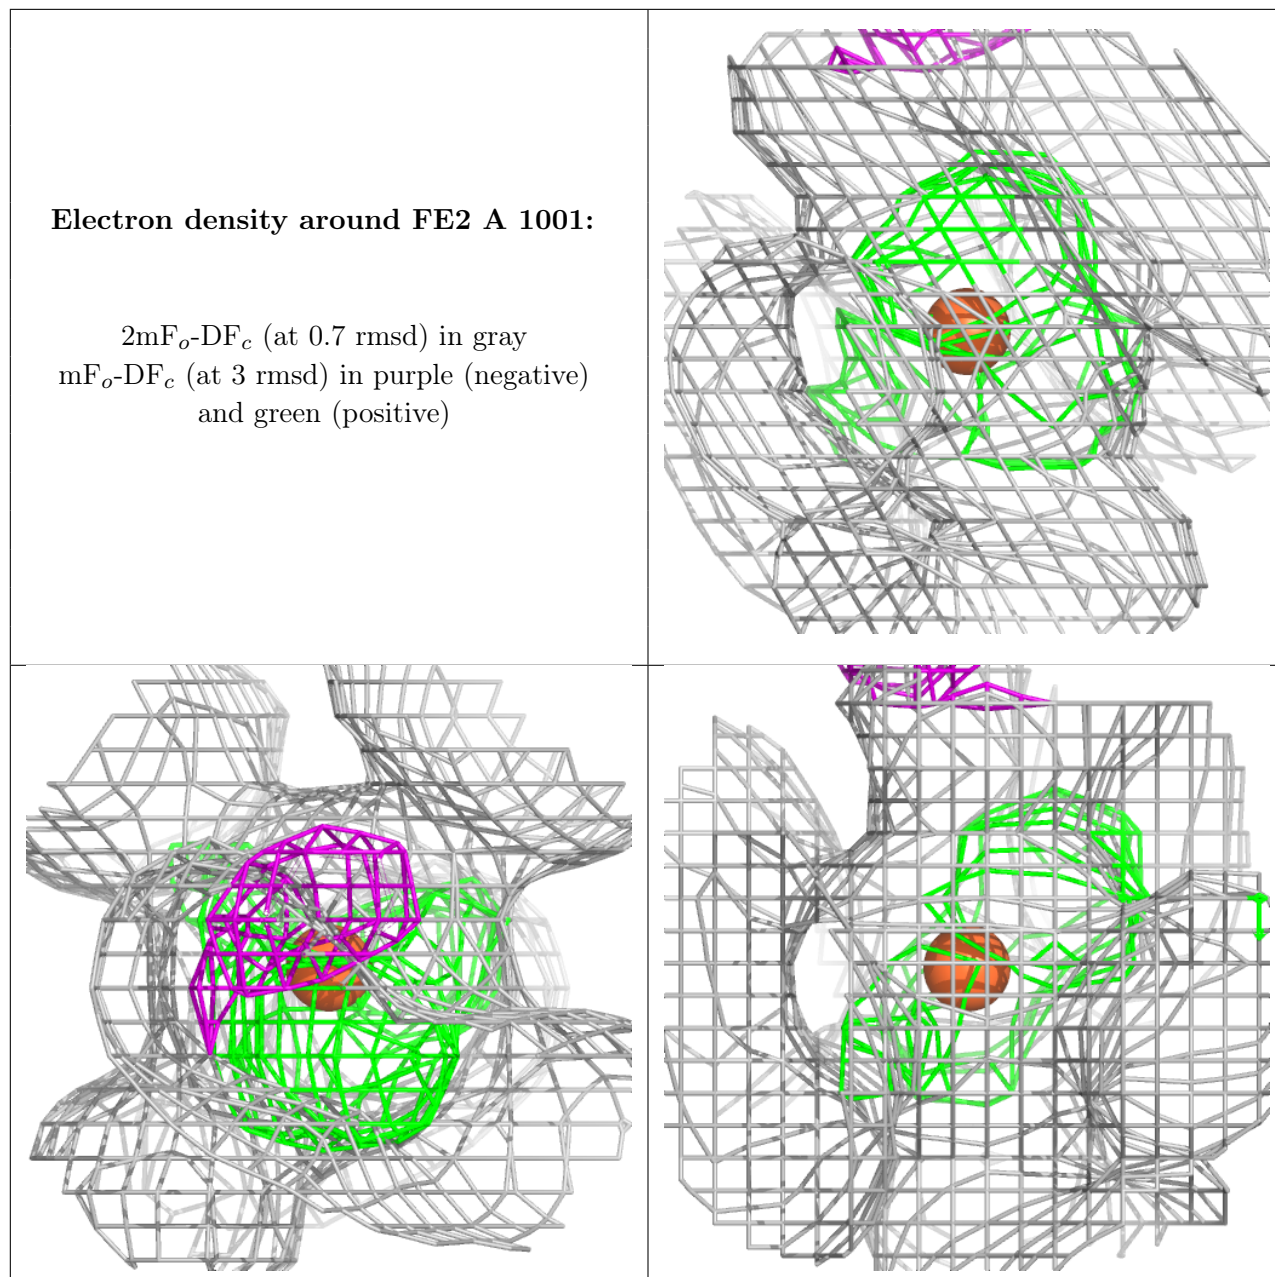 Electron density around FE2 A 1001:
2mFo-DFc (at 0.7 rmsd) in gray
mFo-DFc (at 3 rmsd) in purple (negative)
and green (positive)